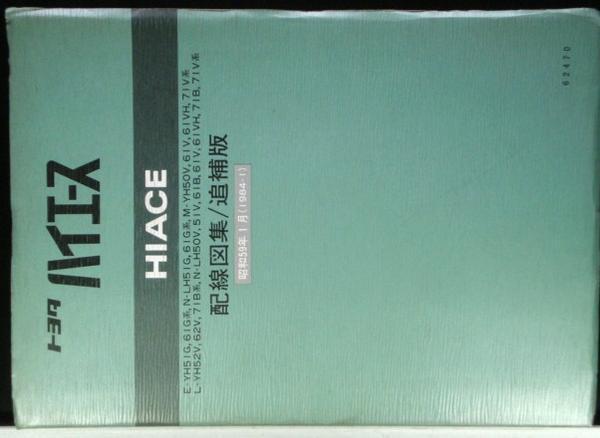 トヨタ
ハイエース
HIACE
E-YH51G, 61G系, N-LH51G, 61G系, M-YH50V, 61V, 61VH, 71V系
L-YH52V, 62V, 71B系, N-LH50V, 51V, 61B, 61V, 61VH, 71B, 71V系
配線図集/追補版
昭和59年1月(1984-1)
62470